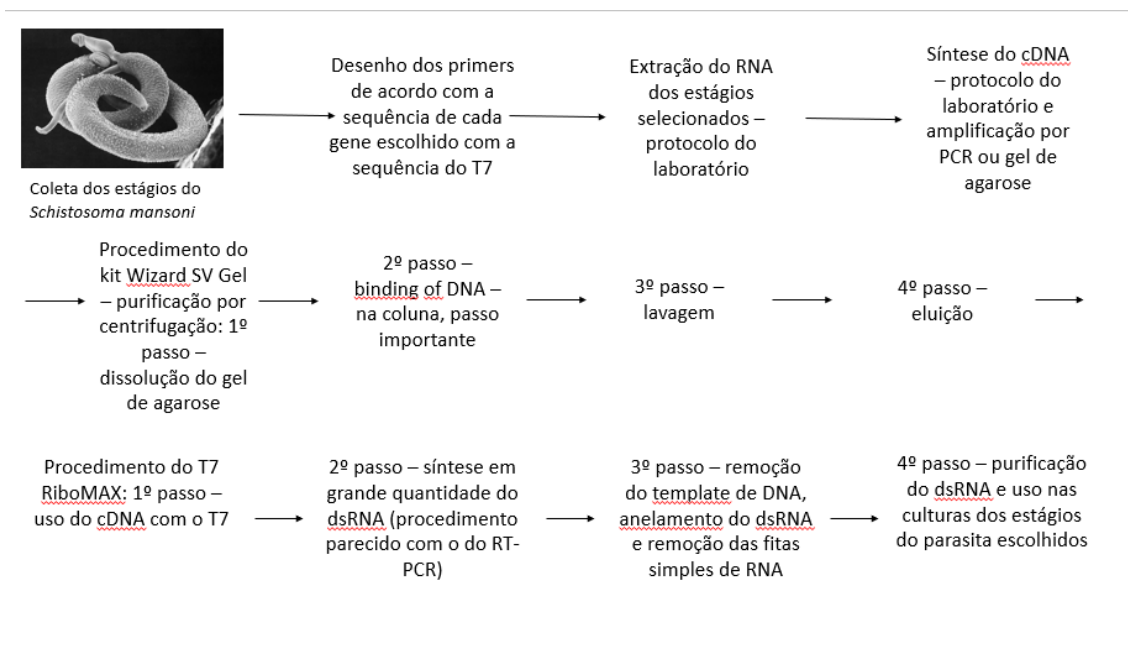 Coleta dos estágios do
Schistosoma mansoni
Desenho dos primers
de acordo com a
sequência de cada
gene escolhido com a
sequência do T7
Extração do RNA
dos estágios
selecionados –
protocolo do
laboratório
Síntese do cDNA
– protocolo do
laboratório e
amplificação por
PCR ou gel de
agarose
Procedimento do
kit Wizard SV Gel
– purificação por
centrifugação: 1º
passo –
dissolução do gel
de agarose
2º passo –
binding of DNA –
na coluna, passo
importante
3º passo –
lavagem
4º passo –
eluição
Procedimento do T7
RiboMAX: 1º passo –
uso do cDNA com o T7
2º passo – síntese em
grande quantidade do
dsRNA (procedimento
parecido com o do RT-
PCR)
3º passo – remoção
do template de DNA,
anelamento do dsRNA
e remoção das fitas
simples de RNA
4º passo – purificação
do dsRNA e uso nas
culturas dos estágios
do parasita escolhidos